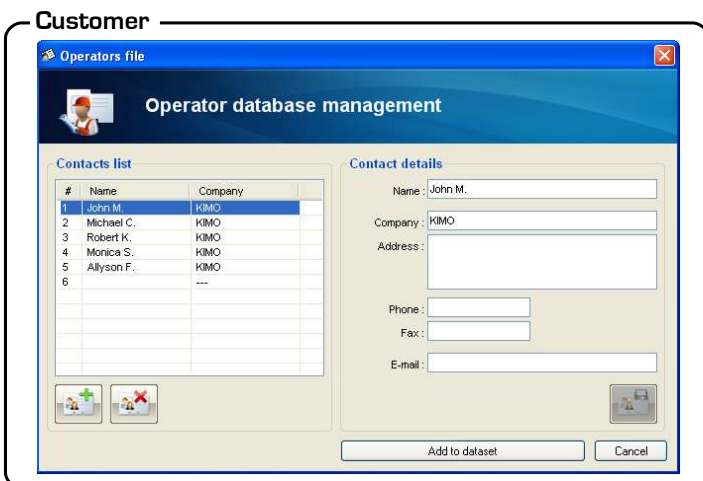 Customer
Operators file
Operator database management
Contacts list
# Name Company
1 John M. KIMO
2 Michael C. KIMO
3 Robert K. KIMO
4 Monica S. KIMO
5 Allyson F. KIMO
6 ---
Contact details
Name : John M.
Company : KIMO
Address :
Phone :
Fax :
E-mail :
Add to dataset
Cancel